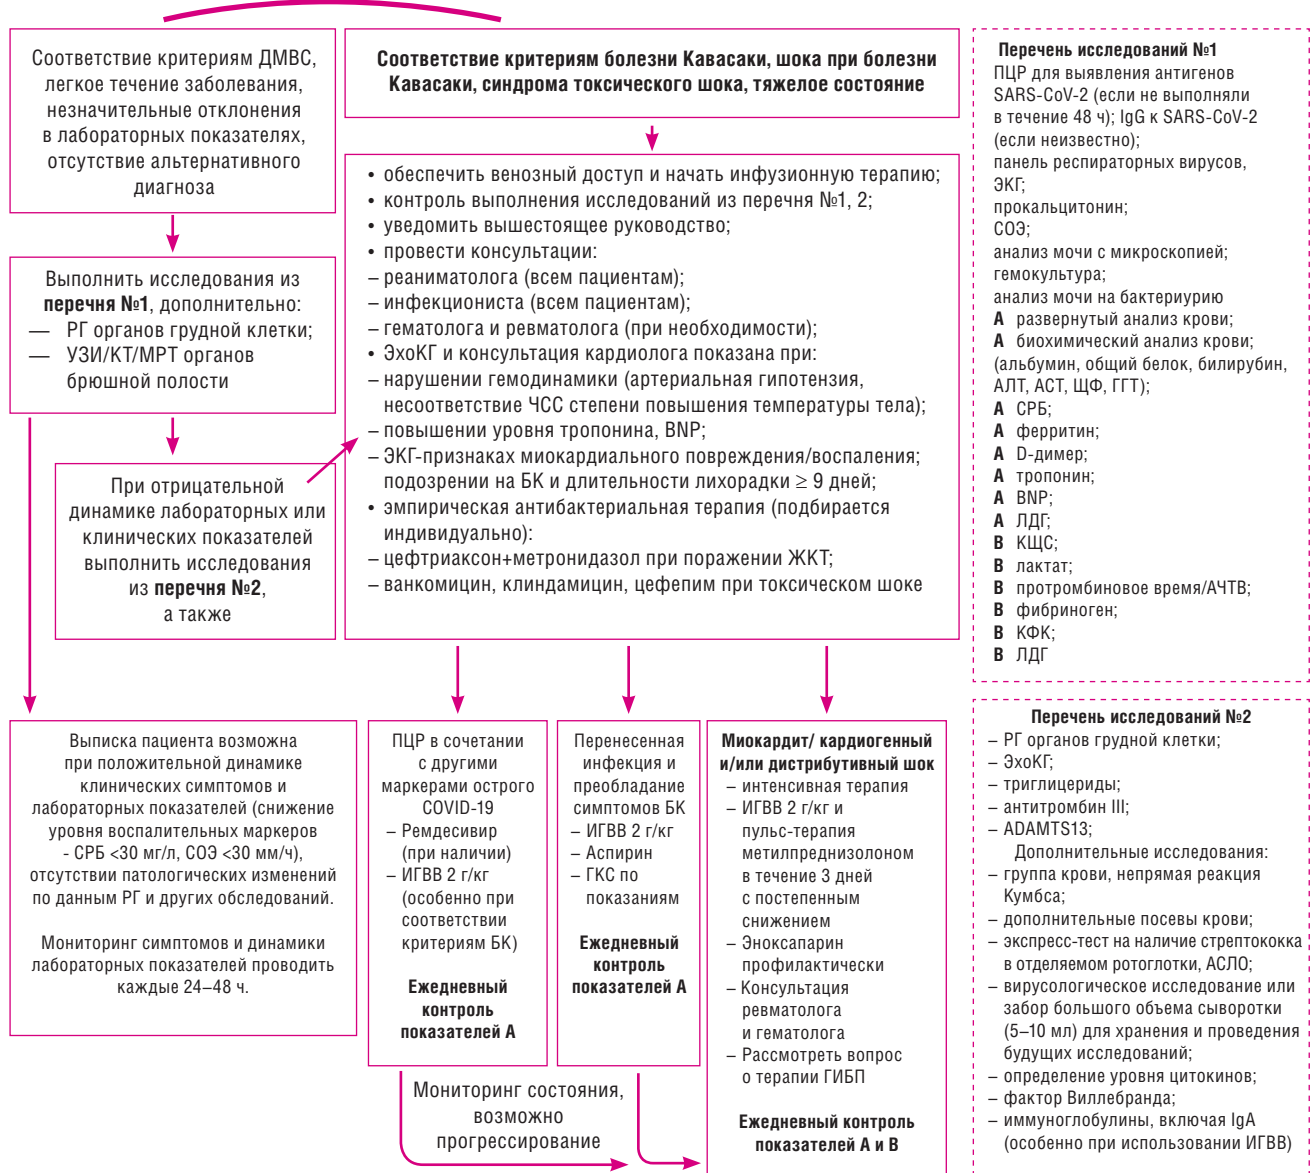 Соответствие критериям ДМВС,
легкое течение заболевания,
незначительные отклонения
в лабораторных показателях,
отсутствие альтернативного
диагноза
Выполнить исследования из
перечня №1, дополнительно:
— РГ органов грудной клетки;
— УЗИ/КТ/МРТ органов
брюшной полости
При отрицательной
динамике лабораторных или
клинических показателей
выполнить исследования
из перечня №2,
а также
Соответствие критериям болезни Кавасаки, шока при болезни
Кавасаки, синдрома токсического шока, тяжелое состояние
• обеспечить венозный доступ и начать инфузионную терапию;
• контроль выполнения исследований из перечня №1, 2;
• уведомить вышестоящее руководство;
• провести консультации:
– реаниматолога (всем пациентам);
– инфекциониста (всем пациентам);
– гематолога и ревматолога (при необходимости);
• ЭхоКГ и консультация кардиолога показана при:
– нарушении гемодинамики (артериальная гипотензия,
несоответствие ЧСС степени повышения температуры тела);
– повышении уровня тропонина, BNP;
– ЭКГ-признаках миокардиального повреждения/воспаления;
подозрении на БК и длительности лихорадки ≥ 9 дней;
• эмпирическая антибактериальная терапия (подбирается
индивидуально):
– цефтриаксон+метронидазол при поражении ЖКТ;
– ванкомицин, клиндамицин, цефепим при токсическом шоке
Выписка пациента возможна
при положительной динамике
клинических симптомов и
лабораторных показателей (снижение
уровня воспалительных маркеров
- СРБ <30 мг/л, СОЭ <30 мм/ч),
отсутствии патологических изменений
по данным РГ и других обследований.
Мониторинг симптомов и динамики
лабораторных показателей проводить
каждые 24–48 ч.
ПЦР в сочетании
с другими
маркерами острого
COVID-19
– Ремдесивир
(при наличии)
– ИГВВ 2 г/кг
(особенно при
соответствии
критериям БК)
Ежедневный
контроль
показателей А
Перенесенная
инфекция и
преобладание
симптомов БК
– ИГВВ 2 г/кг
– Аспирин
– ГКС по
показаниям
Ежедневный
контроль
показателей А
Миокардит/ кардиогенный
и/или дистрибутивный шок
– интенсивная терапия
– ИГВВ 2 г/кг и
пульс-терапия
метилпреднизолоном
в течение 3 дней
с постепенным
снижением
– Эноксапарин
профилактически
– Консультация
ревматолога
и гематолога
– Рассмотреть вопрос
о терапии ГИБП
Ежедневный контроль
показателей А и В
Мониторинг состояния,
возможно
прогрессирование
Перечень исследований №1
ПЦР для выявления антигенов
SARS-CoV-2 (если не выполняли
в течение 48 ч); IgG к SARS-CoV-2
(если неизвестно);
панель респираторных вирусов,
ЭКГ;
прокальцитонин;
СОЭ;
анализ мочи с микроскопией;
гемокультура;
анализ мочи на бактериурию
А развернутый анализ крови;
А биохимический анализ крови;
(альбумин, общий белок, билирубин,
АЛТ, АСТ, ЩФ, ГГТ);
А СРБ;
А ферритин;
А D-димер;
А тропонин;
А BNP;
А ЛДГ;
В КЩС;
В лактат;
В протромбиновое время/АЧТВ;
В фибриноген;
В КФК;
В ЛДГ
Перечень исследований №2
– РГ органов грудной клетки;
– ЭхоКГ;
– триглицериды;
– антитромбин III;
– ADAMTS13;
Дополнительные исследования:
– группа крови, непрямая реакция
Кумбса;
– дополнительные посевы крови;
– экспресс-тест на наличие стрептококка
в отделяемом ротоглотки, АСЛО;
– вирусологическое исследование или
забор большого объема сыворотки
(5–10 мл) для хранения и проведения
будущих исследований;
– определение уровня цитокинов;
– фактор Виллебранда;
– иммуноглобулины, включая IgA
(особенно при использовании ИГВВ)